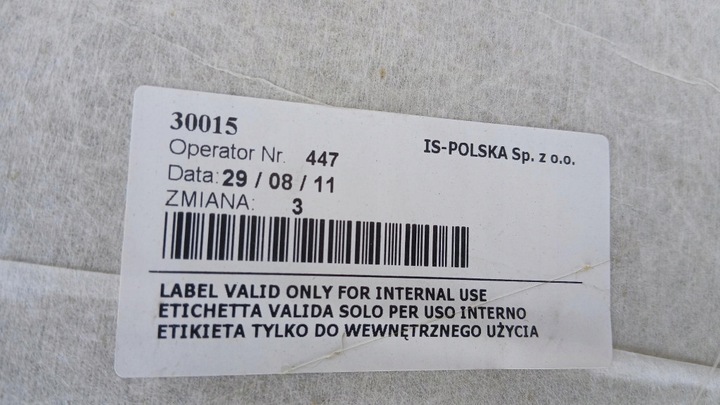 30015
IS-POLSKA Sp. z o.o.
Operator Nr. 447
Data: 29 / 08 / 11
ZMIANA: 3
LABEL VALID ONLY FOR INTERNAL USE
ETICHETTA VALIDA SOLO PER USO INTERNO
ETIKIETA TYLKO DO WEWNĘTRZNEGO UŻYCIA